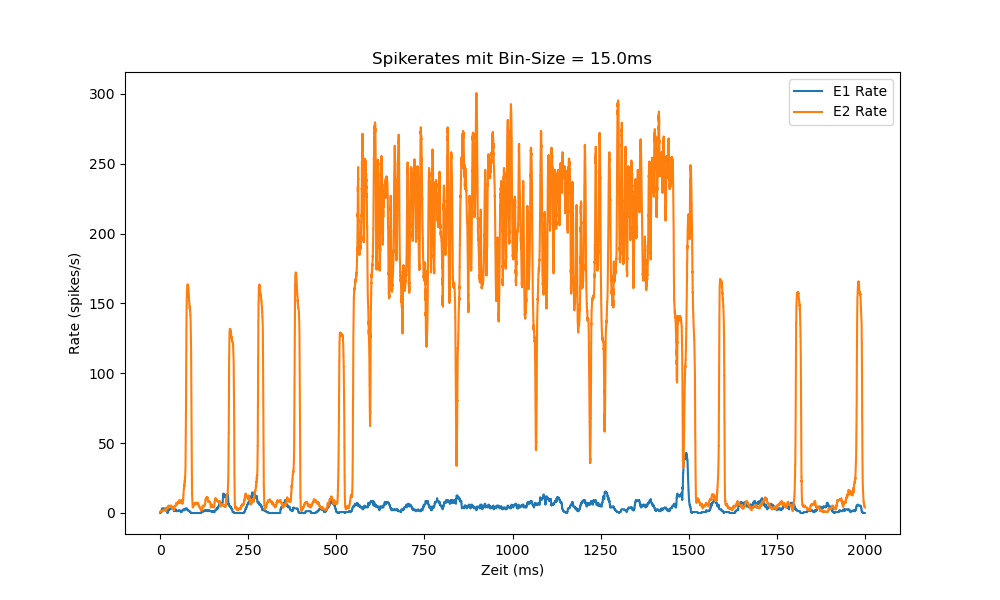 Spikerates mit Bin-Size = 15.0ms
E1 Rate
E2 Rate
Rate (spikes/s)
300
250
200
150
100
50
0
0 250 500 750 1000 1250 1500 1750 2000
Zeit (ms)